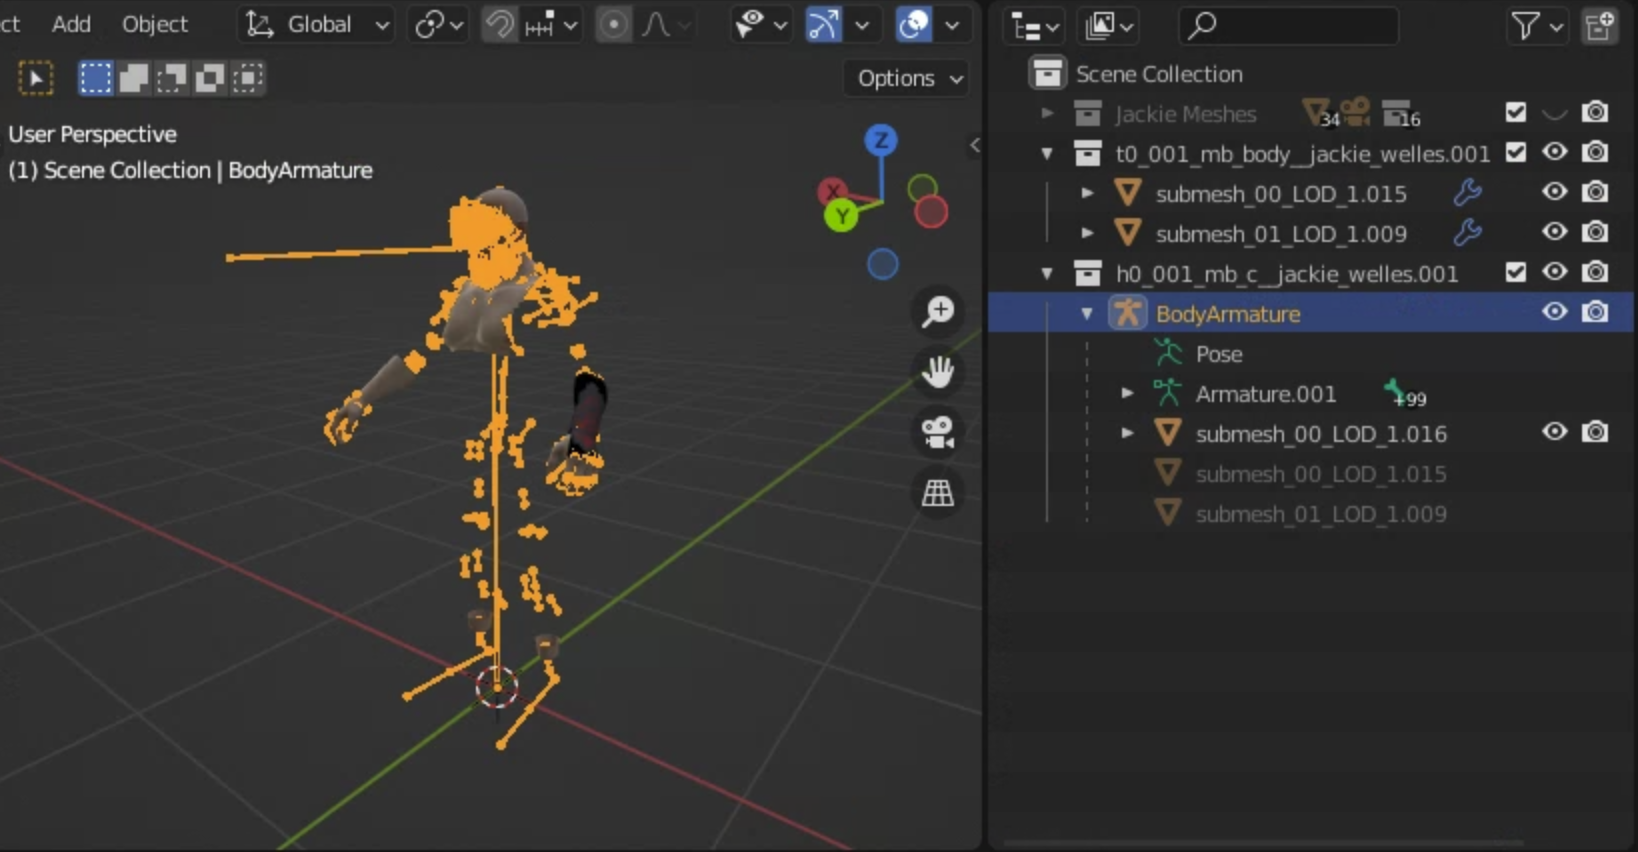 ct Add Object Global
Options
User Perspective
(1) Scene Collection | BodyArmature
Z
X
Y
Scene Collection
Jackie Meshes 34 16
t0_001_mb_body__jackie_welles.001
submesh_00_LOD_1.015
submesh_01_LOD_1.009
h0_001_mb_c__jackie_welles.001
BodyArmature
Pose
Armature.001 +99
submesh_00_LOD_1.016
submesh_00_LOD_1.015
submesh_01_LOD_1.009